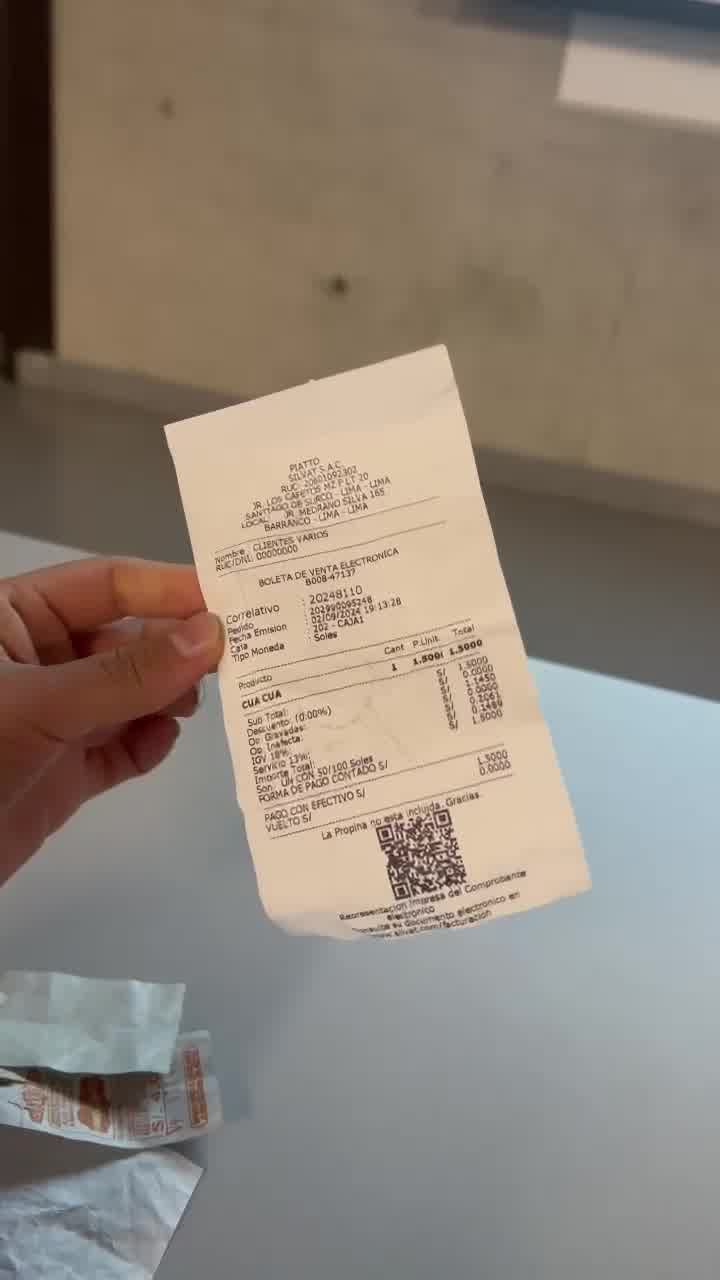 PIATTO
SILVAT S.A.C
RUC: 20601092302
JR. LOS CAFETOS MZ P LT 20
SANTIAGO DE SURCO - LIMA - LIMA
LOCAL: JR. MEDRANO SILVA 165
BARRANCO - LIMA - LIMA
Nombre : CLIENTES VARIOS
RUC/DNI: 00000000
BOLETA DE VENTA ELECTRONICA
B008-47137
Correlativo : 20248110
Pedido : 202990095248
Fecha Emision : 02/09/2024 19:13:28
Caja : 102 - CAJA1
Tipo Moneda : Soles
Producto Cant P.Unit Total
CUA CUA 1 1.500 1.5000
Sub Total: S/ 1.5000
Descuento: (0.00%) S/ 0.0000
Op. Gravadas: S/ 1.1450
Op. Inafecta: S/ 0.0000
IGV 18%: S/ 0.2061
Servicio 13%: S/ 0.1489
Importe Total: S/ 1.5000
Son: UN CON 50/100 Soles
FORMA DE PAGO CONTADO S/
PAGO CON EFECTIVO S/ 1.5000
VUELTO S/ 0.0000
La Propina no esta incluida. Gracias.
Representacion Impresa del Comprobante
electrónico
Consulte su documento electronico en
www.silvat.com/facturacion